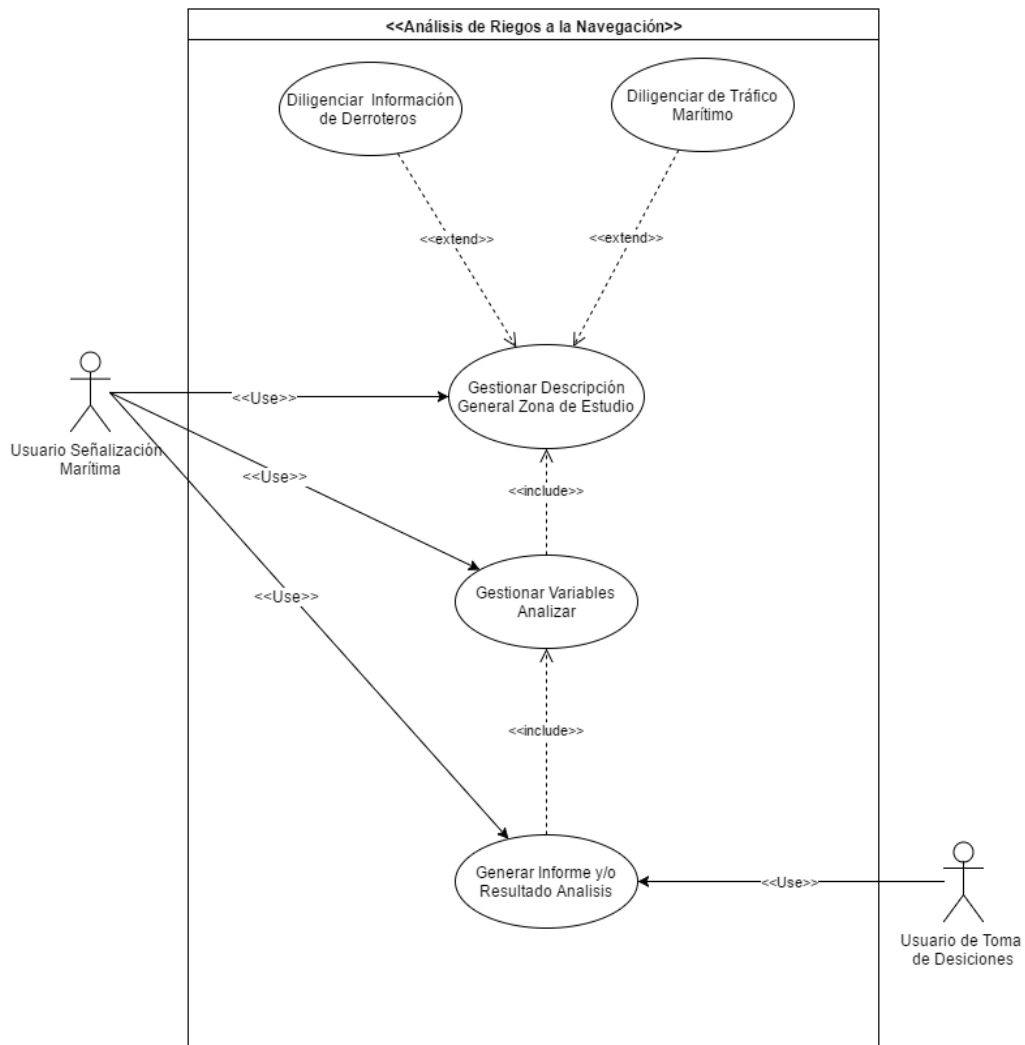 <<Análisis de Riegos a la Navegación>>
Diligenciar Información
de Derroteros
Diligenciar de Tráfico
Marítimo
<<extend>>
<<extend>>
Gestionar Descripción
General Zona de Estudio
<<Use>>
Usuario Señalización
Marítima
<<Use>>
<<include>>
Gestionar Variables
Analizar
<<Use>>
<<include>>
Generar Informe y/o
Resultado Analisis
<<Use>>
Usuario de Toma
de Desiciones